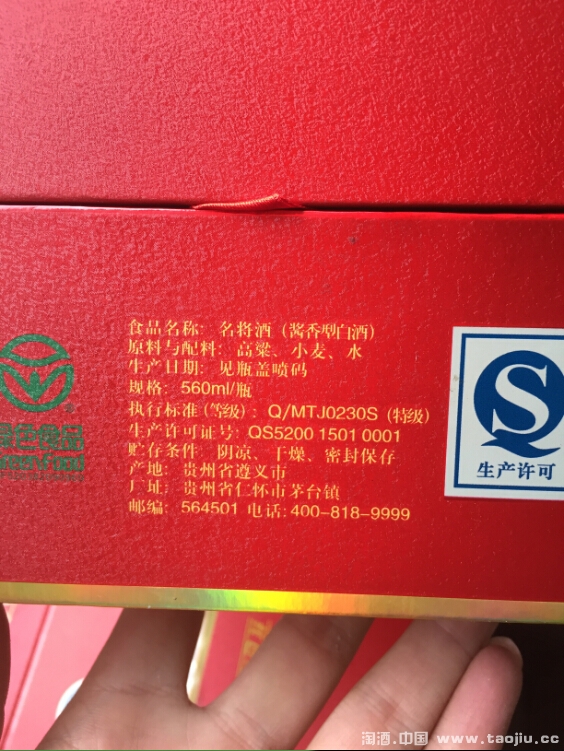 食品名称: 名将酒 (酱香型白酒)
原料与配料: 高粱、小麦、水
生产日期: 见瓶盖喷码
规格: 560ml/瓶
执行标准(等级): Q/MTJ0230S (特级)
生产许可证号: QS5200 1501 0001
贮存条件: 阴凉、干燥、密封保存
产地: 贵州省遵义市
厂址: 贵州省仁怀市茅台镇
邮编: 564501 电话:400-818-9999
色食品
reenFood
QS
生产许可
淘酒.中国 www.taojiu.cc